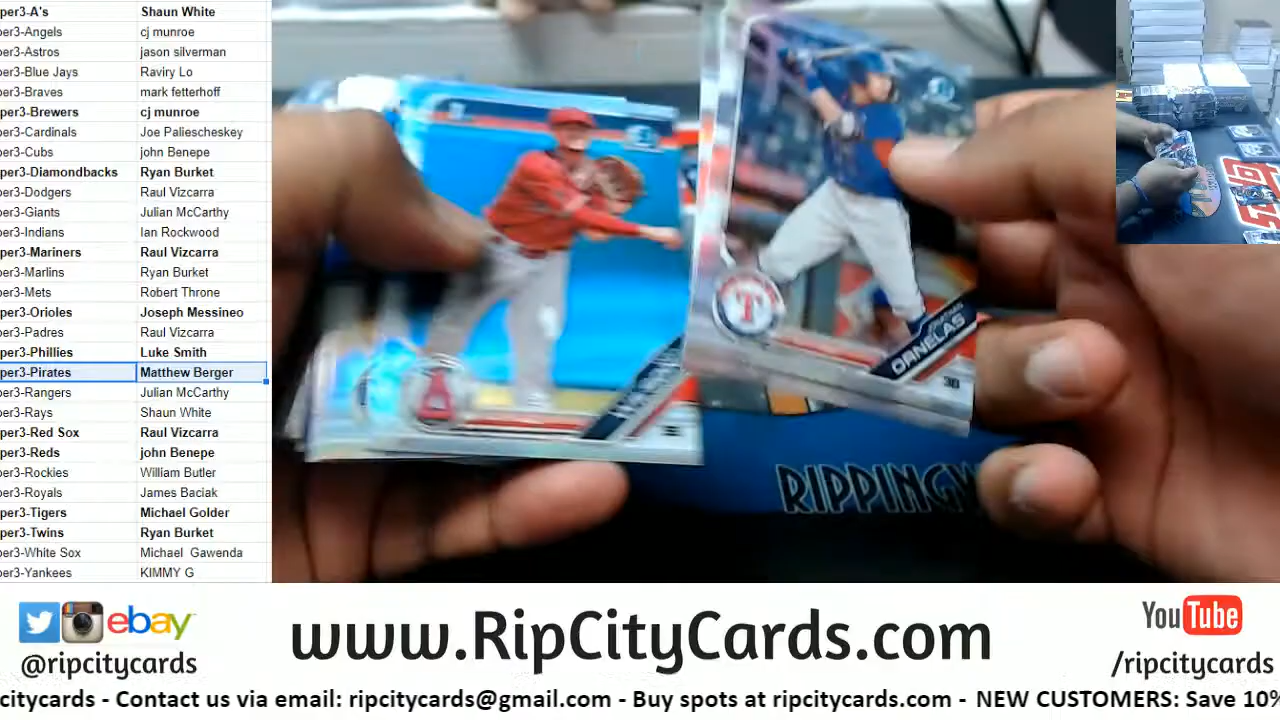 per3-A's Shaun White
per3-Angels cj munroe
per3-Astros jason silverman
per3-Blue Jays Raviry Lo
per3-Braves mark fetterhoff
per3-Brewers cj munroe
per3-Cardinals Joe Paliescheskey
per3-Cubs john Benepe
per3-Diamondbacks Ryan Burket
per3-Dodgers Raul Vizcarra
per3-Giants Julian McCarthy
per3-Indians Ian Rockwood
per3-Mariners Raul Vizcarra
per3-Marlins Ryan Burket
per3-Mets Robert Throne
per3-Orioles Joseph Messineo
per3-Padres Raul Vizcarra
per3-Phillies Luke Smith
per3-Pirates Matthew Berger
per3-Rangers Julian McCarthy
per3-Rays Shaun White
per3-Red Sox Raul Vizcarra
per3-Reds john Benepe
per3-Rockies William Butler
per3-Royals James Baciak
per3-Tigers Michael Golder
per3-Twins Ryan Burket
per3-White Sox Michael Gawenda
per3-Yankees KIMMY G
T
ORNELAS
3B
A
RIPPINGW
ebay
@ripcitycards
www.RipCityCards.com
YouTube
/ripcitycards
citycards - Contact us via email: ripcitycards@gmail.com - Buy spots at ripcitycards.com - NEW CUSTOMERS: Save 10%